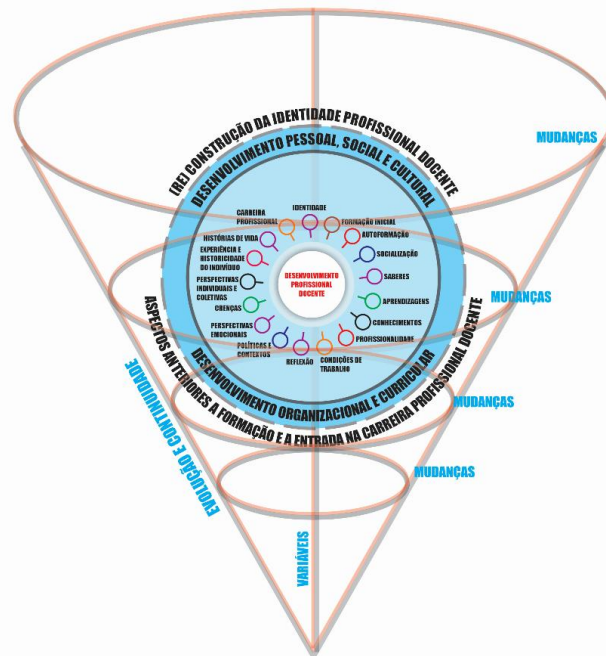 (RE) CONSTRUÇÃO DA IDENTIDADE PROFISSIONAL DOCENTE
DESENVOLVIMENTO PESSOAL, SOCIAL E CULTURAL
MUDANÇAS
IDENTIDADE
CARREIRA
PROFISSIONAL
FORMAÇÃO INICIAL
AUTOFORMAÇÃO
HISTÓRIAS DE VIDA
EXPERIÊNCIA E
HISTORICIDADE
DO INDIVÍDUO
SOCIALIZAÇÃO
DESENVOLVIMENTO
PROFISSIONAL
DOCENTE
SABERES
PERSPECTIVAS
INDIVIDUAIS E
COLETIVAS
MUDANÇAS
CRENÇAS
APRENDIZAGENS
PERSPECTIVAS
EMOCIONAIS
CONHECIMENTOS
POLÍTICAS E
CONTEXTOS
PROFISSIONALIDADE
REFLEXÃO
CONDIÇÕES DE
TRABALHO
DESENVOLVIMENTO ORGANIZACIONAL E CURRICULAR
ASPECTOS ANTERIORES A FORMAÇÃO E A ENTRADA NA CARREIRA PROFISSIONAL DOCENTE
MUDANÇAS
EVOLUÇÃO E CONTINUIDADE
MUDANÇAS
VARIÁVEIS